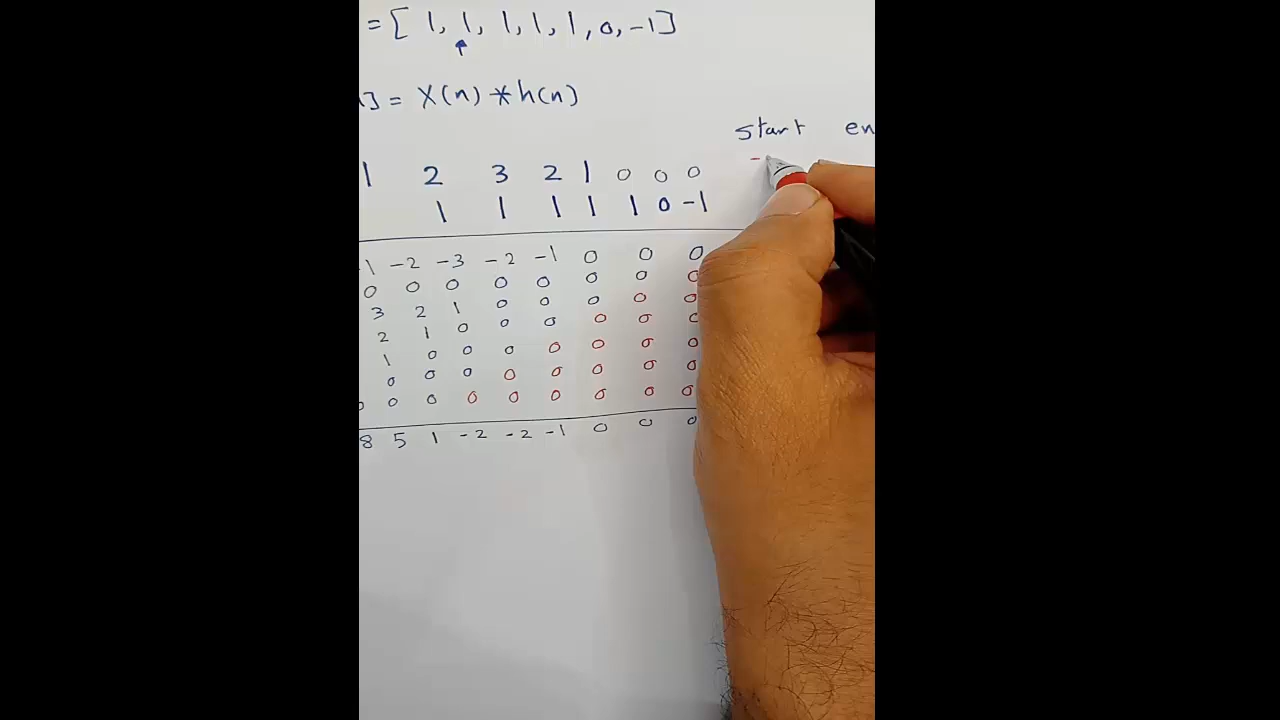 = [ 1, 1, 1, 1, 1, 0, -1 ]
↑
] = x(n) * h(n)
start
1 2 3 2 1 0 0 0
1 1 1 1 1 0 -1
1 -2 -3 -2 -1 0 0 0
0 0 0 0 0 0 0 0
3 2 1 0 0 0 0 0
2 1 0 0 0 0 0 0
1 0 0 0 0 0 0 0
0 0 0 0 0 0 0 0
0 0 0 0 0 0 0 0
8 5 1 -2 -2 -1 0 0 0